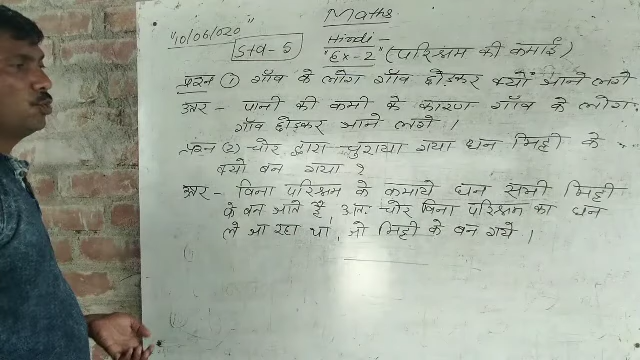 Maths
"10/06/020"
Std-5
Hindi-
"Ex-2" (परिश्रम की कमाई)
प्रश्न ① गाँव के लोग गाँव छोड़कर क्यों जाने लगे
उत्तर - पानी की कमी के कारण गाँव के लोग
गाँव छोड़कर जाने लगे ।
प्रश्न (2) चोर द्वारा चुराया गया धन मिट्टी के
क्यो बन गया ?
उत्तर - विना परिश्रम के कमाये धन सभी मिट्टी
के बन जाते है, अतः चोर विना परिश्रम का धन
ले जा रहा था, जो मिट्टी के बन गये ।